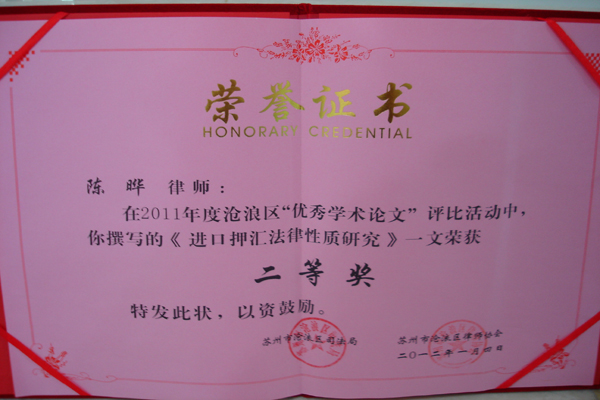 荣誉证书
HONORARY CREDENTIAL
陈 晔 律师：
在2011年度沧浪区“优秀学术论文”评比活动中，
你撰写的《进口押汇法律性质研究》一文荣获
二等奖
特发此状，以资鼓励。
苏州市沧浪区司法局 苏州市沧浪区律师协会
二〇一二年一月四日